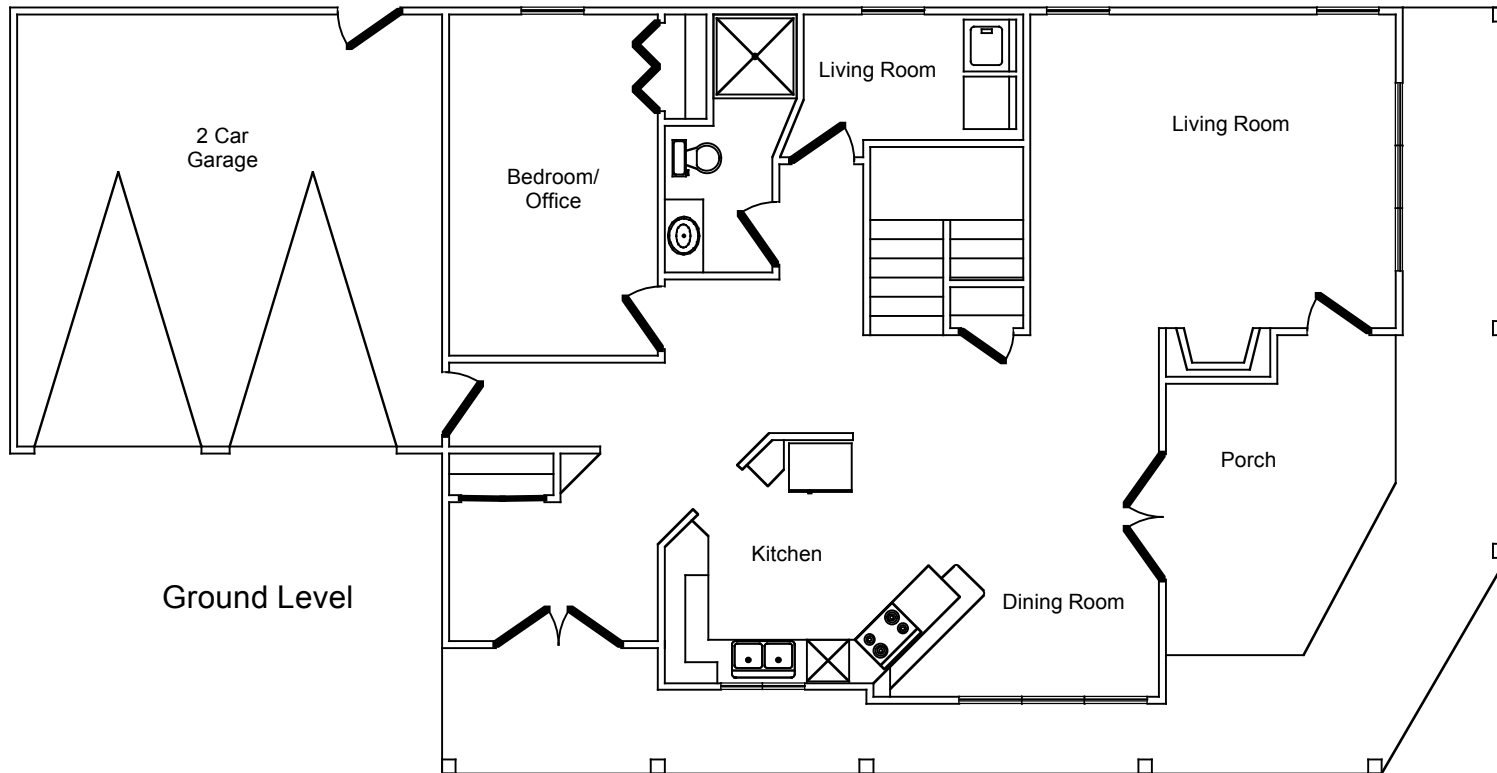 Living Room
Living Room
2 Car
Garage
Bedroom/
Office
Porch
Kitchen
Ground Level
Dining Room